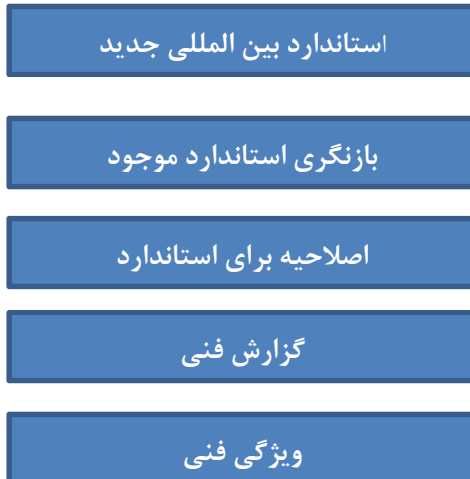 استاندارد بین المللی جدید
بازنگری استاندارد موجود
اصلاحیه برای استاندارد
گزارش فنی
ویژگی فنی